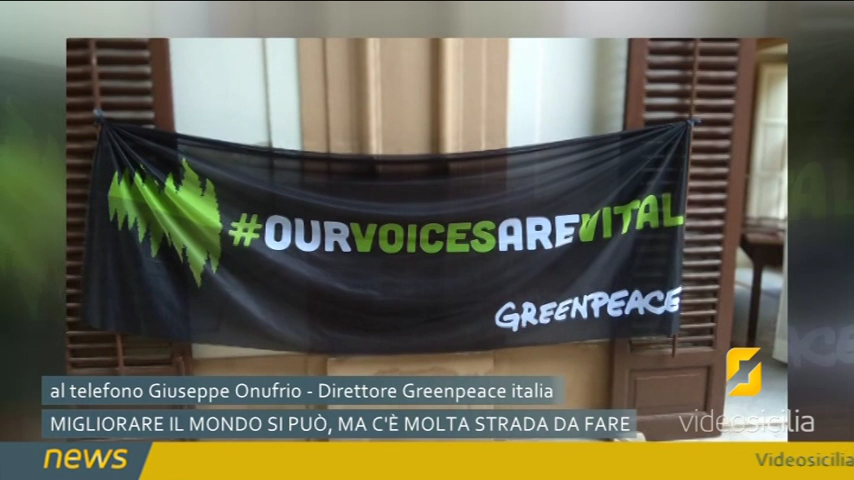 #OURVOICESAREVITAL
GREENPEACE
al telefono Giuseppe Onufrio - Direttore Greenpeace italia
MIGLIORARE IL MONDO SI PUÒ, MA C'È MOLTA STRADA DA FARE
videosicilia
news
Videosicilia